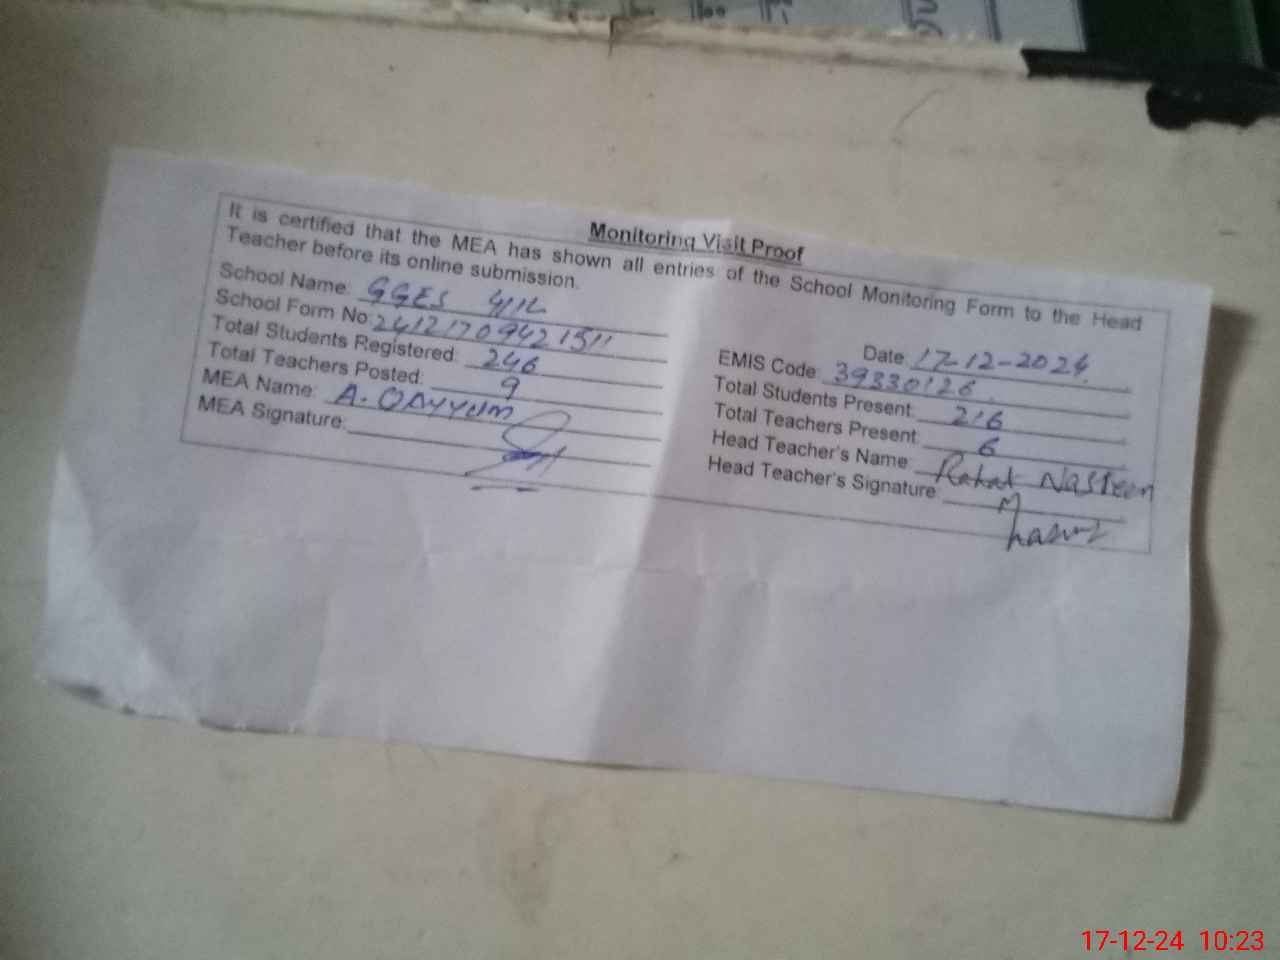 Monitoring Visit Proof
It is certified that the MEA has shown all entries of the School Monitoring Form to the Head
Teacher before its online submission.
Date: 17-12-2024
School Name: GGES 4/1L
EMIS Code: 39330126
School Form No: 24121709421511
Total Students Present: 216
Total Students Registered: 246
Total Teachers Present: 6
Total Teachers Posted: 9
Head Teacher's Name: Rahat Nasreen
MEA Name: A. QAYYUM
Head Teacher's Signature:
MEA Signature:
17-12-24 10:23